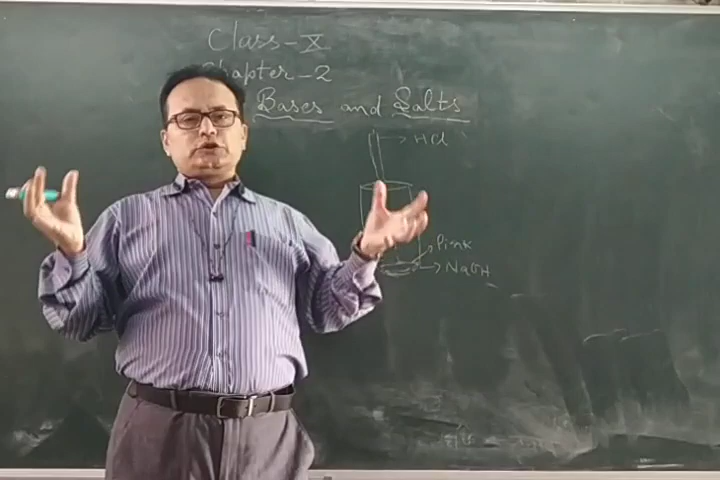 Class-X
Chapter-2
Bases and Salts
HCl
Pink
NaOH